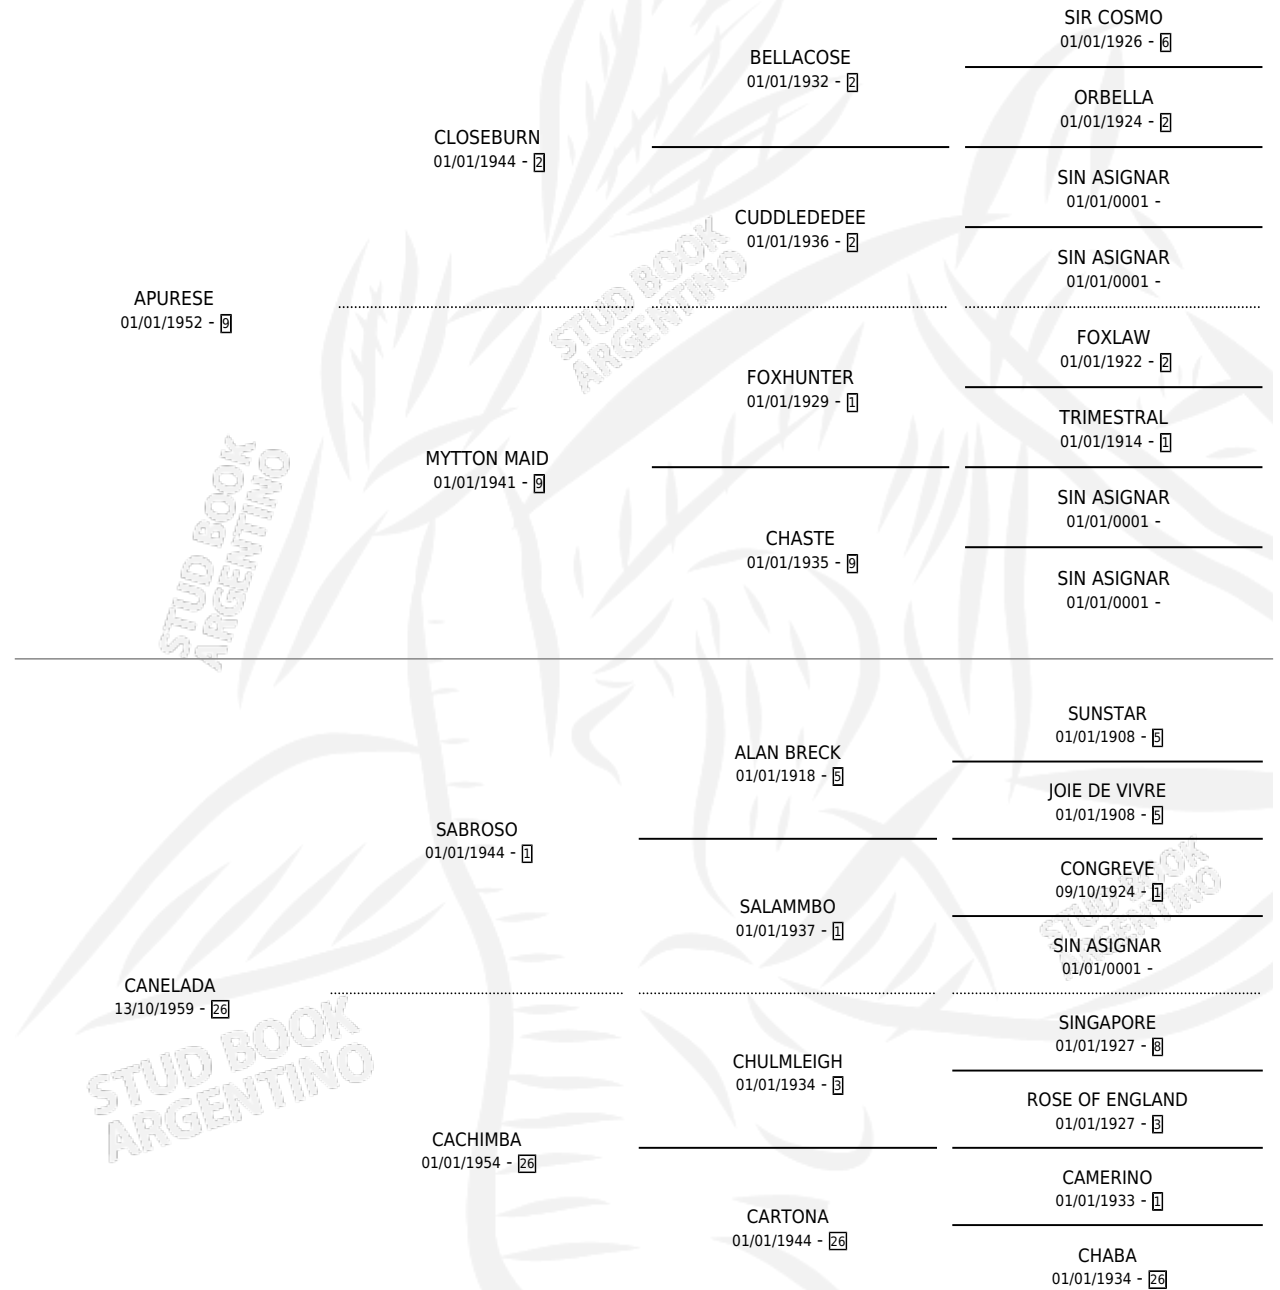 SIR COSMO
01/01/1926 - 6
BELLACOSE
01/01/1932 - 2
ORBELLA
01/01/1924 - 2
CLOSEBURN
01/01/1944 - 2
SIN ASIGNAR
01/01/0001 -
CUDDLEDEDEE
01/01/1936 - 2
SIN ASIGNAR
01/01/0001 -
APURESE
01/01/1952 - 9
FOXLAW
01/01/1922 - 2
FOXHUNTER
01/01/1929 - 1
TRIMESTRAL
01/01/1914 - 1
MYTTON MAID
01/01/1941 - 9
SIN ASIGNAR
01/01/0001 -
CHASTE
01/01/1935 - 9
SIN ASIGNAR
01/01/0001 -
SUNSTAR
01/01/1908 - 5
ALAN BRECK
01/01/1918 - 5
JOIE DE VIVRE
01/01/1908 - 5
SABROSO
01/01/1944 - 1
CONGREVE
09/10/1924 - 1
SALAMMBO
01/01/1937 - 1
SIN ASIGNAR
01/01/0001 -
CANELADA
13/10/1959 - 26
SINGAPORE
01/01/1927 - 8
CHULMLEIGH
01/01/1934 - 3
ROSE OF ENGLAND
01/01/1927 - 3
CACHIMBA
01/01/1954 - 26
CAMERINO
01/01/1933 - 1
CARTONA
01/01/1944 - 26
CHABA
01/01/1934 - 26
STUD BOOK
ARGENTINO
STUD BOOK
ARGENTINO
STUD BOOK
ARGENTINO
STUD BOOK
ARGENTINO